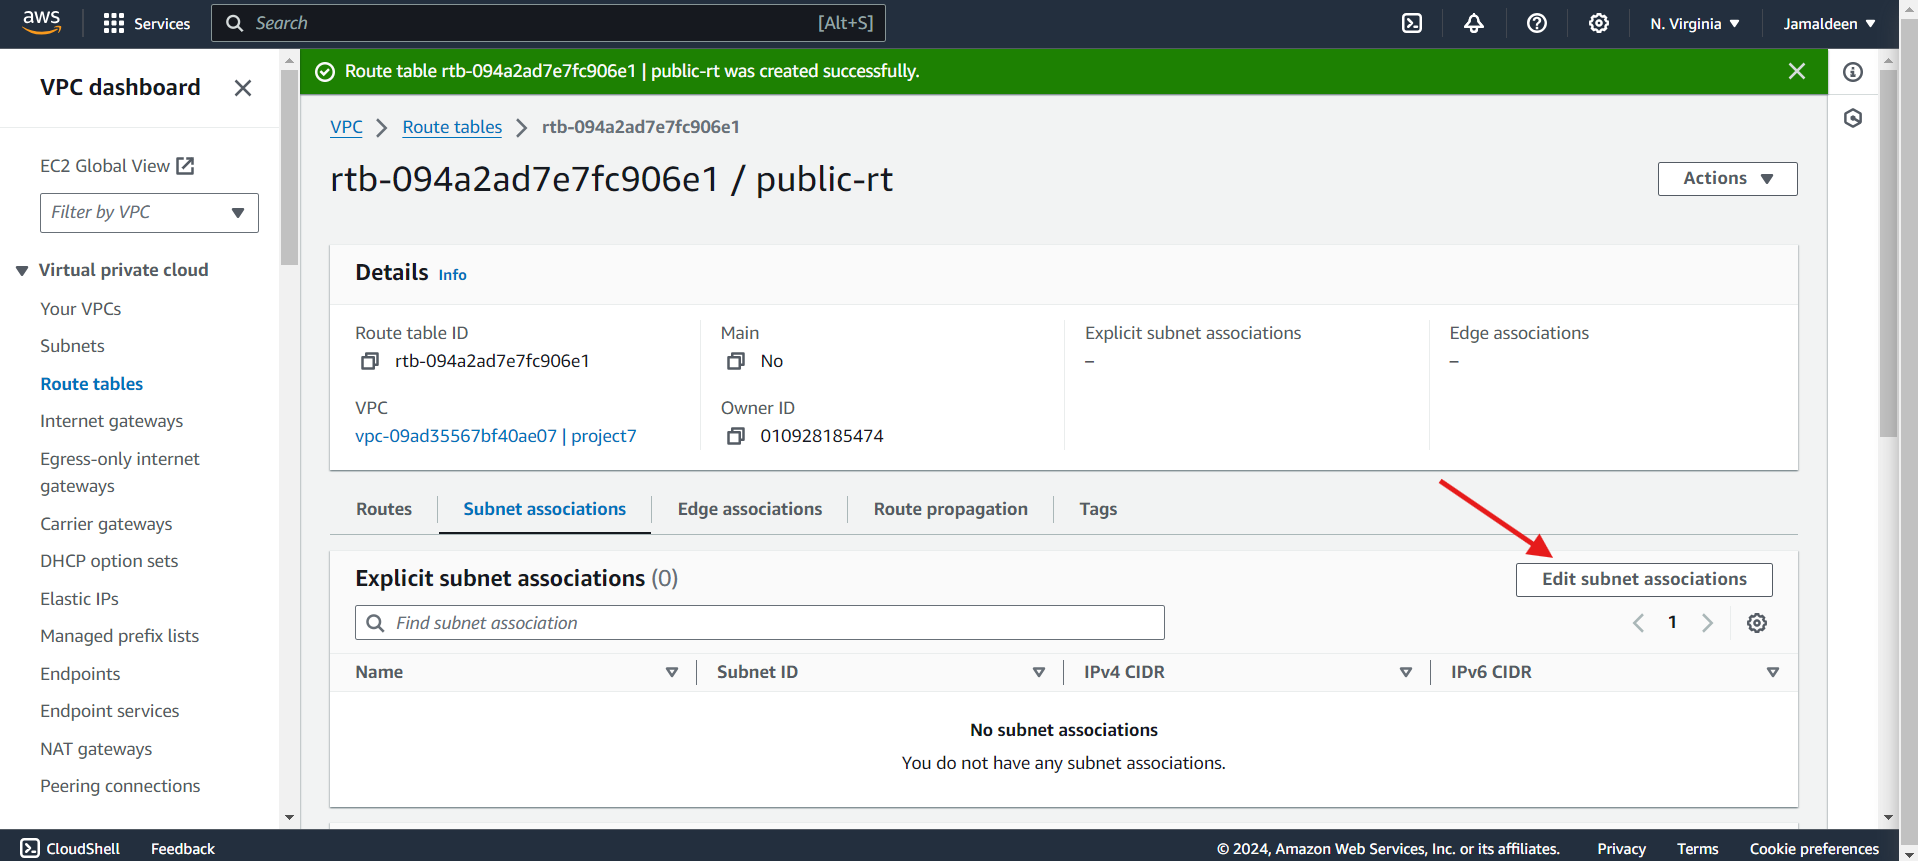 aws
Services
Search [Alt+S]
N. Virginia
Jamaldeen
VPC dashboard
EC2 Global View
Filter by VPC
Virtual private cloud
Your VPCs
Subnets
Route tables
Internet gateways
Egress-only internet
gateways
Carrier gateways
DHCP option sets
Elastic IPs
Managed prefix lists
Endpoints
Endpoint services
NAT gateways
Peering connections
Route table rtb-094a2ad7e7fc906e1 | public-rt was created successfully.
VPC
Route tables
rtb-094a2ad7e7fc906e1
rtb-094a2ad7e7fc906e1 / public-rt
Actions
Details Info
Route table ID
rtb-094a2ad7e7fc906e1
Main
No
Explicit subnet associations
–
Edge associations
–
VPC
vpc-09ad35567bf40ae07 | project7
Owner ID
010928185474
Routes
Subnet associations
Edge associations
Route propagation
Tags
Explicit subnet associations (0)
Edit subnet associations
Find subnet association
1
Name
Subnet ID
IPv4 CIDR
IPv6 CIDR
No subnet associations
You do not have any subnet associations.
CloudShell
Feedback
© 2024, Amazon Web Services, Inc. or its affiliates.
Privacy
Terms
Cookie preferences